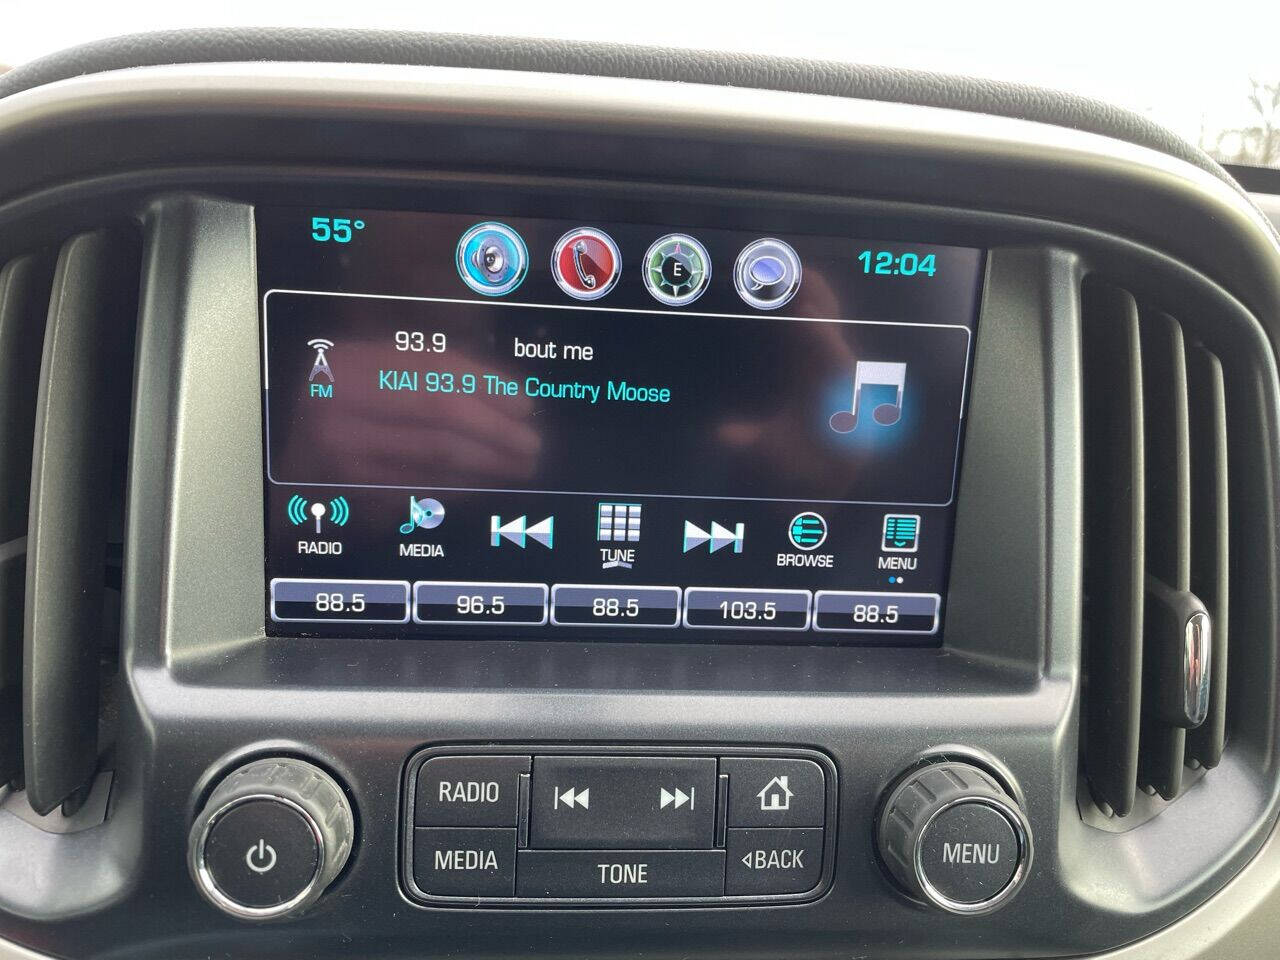 55°
E
12:04
93.9 bout me
FM
KIAI 93.9 The Country Moose
RADIO
MEDIA
TUNE
BROWSE
MENU
88.5
96.5
88.5
103.5
88.5
RADIO
MEDIA
TONE
BACK
MENU